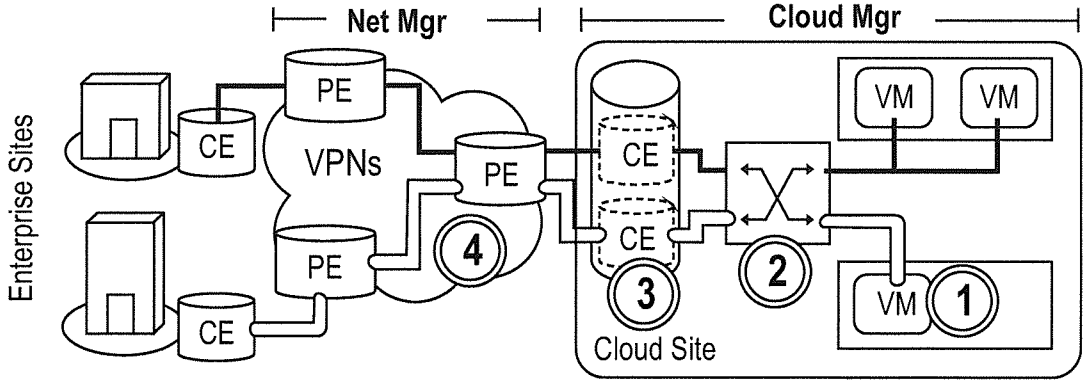 Net Mgr
Cloud Mgr
Enterprise Sites
PE
VM
VM
CE
VPNs
PE
CE
CE
PE
4
3
2
VM
1
CE
Cloud Site